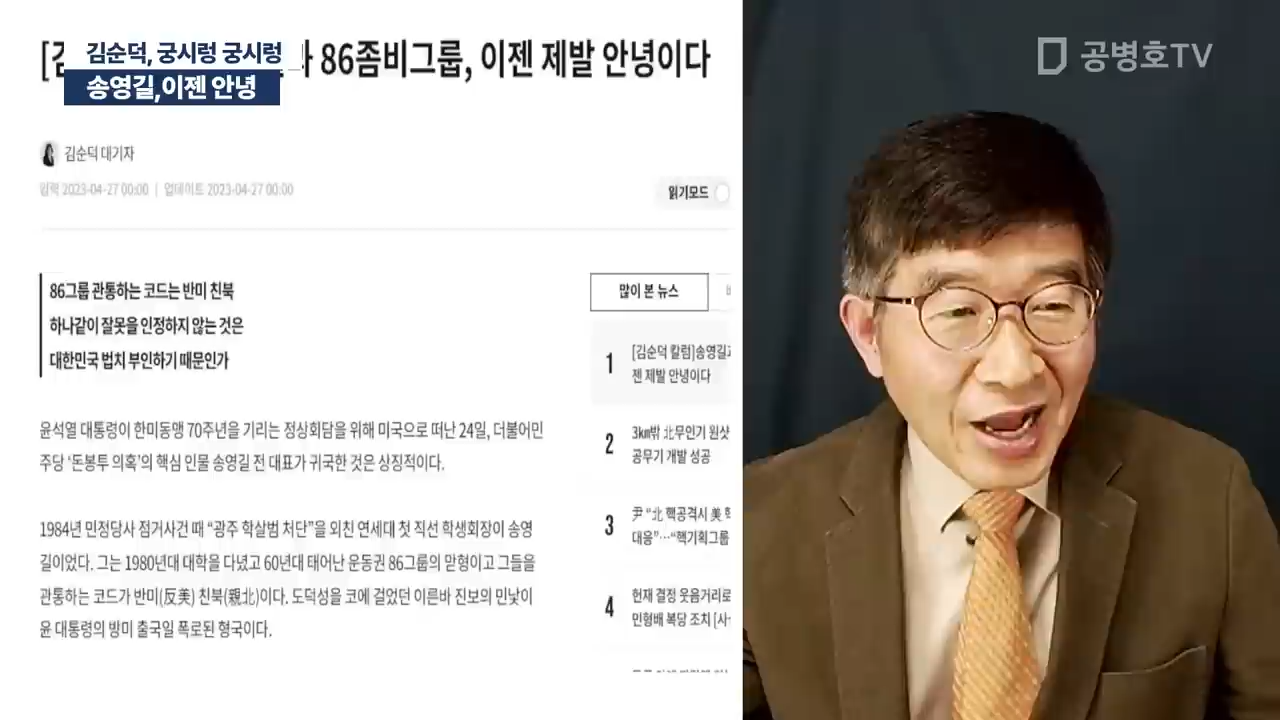 김순덕, 궁시렁 궁시렁
송영길,이젠 안녕
86좀비그룹, 이젠 제발 안녕이다
공병호TV
김순덕 대기자
입력 2023-04-27 00:00 | 업데이트 2023-04-27 00:00
읽기모드
86그룹 관통하는 코드는 반미 친북
하나같이 잘못을 인정하지 않는 것은
대한민국 법치 부인하기 때문인가
윤석열 대통령이 한미동맹 70주년을 기리는 정상회담을 위해 미국으로 떠난 24일, 더불어민
주당 ‘돈봉투 의혹’의 핵심 인물 송영길 전 대표가 귀국한 것은 상징적이다.
1984년 민정당사 점거사건 때 “광주 학살범 처단”을 외친 연세대 첫 직선 학생회장이 송영
길이었다. 그는 1980년대 대학을 다녔고 60년대 태어난 운동권 86그룹의 맏형이고 그들을
관통하는 코드가 반미(反美) 친북(親北)이다. 도덕성을 코에 걸었던 이른바 진보의 민낯이
윤 대통령의 방미 출국일 폭로된 형국이다.
많이 본 뉴스
1 [김순덕 칼럼]송영길
젠 제발 안녕이다
2 3km밖 北무인기 원샷
공무기 개발 성공
3 尹 “北 핵공격시 美
대응”…“핵기획그룹
4 헌재 결정 웃음거리로
민형배 복당 조치